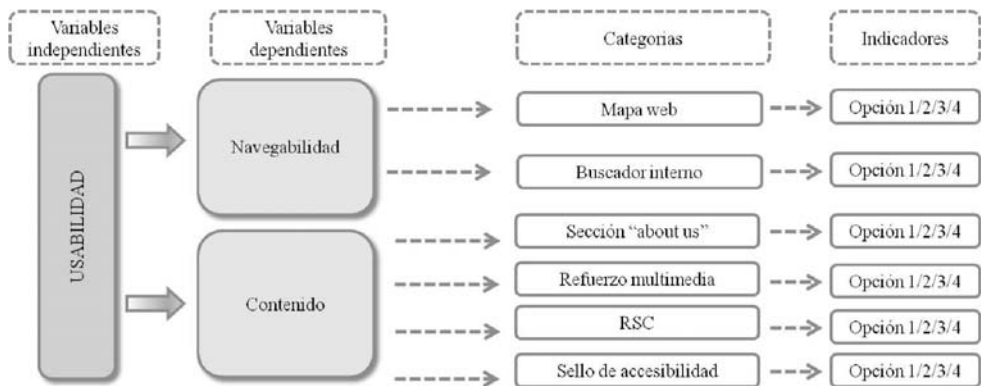 Variables
independientes
Variables
dependientes
Categorias
Indicadores
USABILIDAD
Navegabilidad
Mapa web
Opción 1/2/3/4
Buscador interno
Opción 1/2/3/4
Contenido
Sección “about us”
Opción 1/2/3/4
Refuerzo multimedia
Opción 1/2/3/4
RSC
Opción 1/2/3/4
Sello de accesibilidad
Opción 1/2/3/4